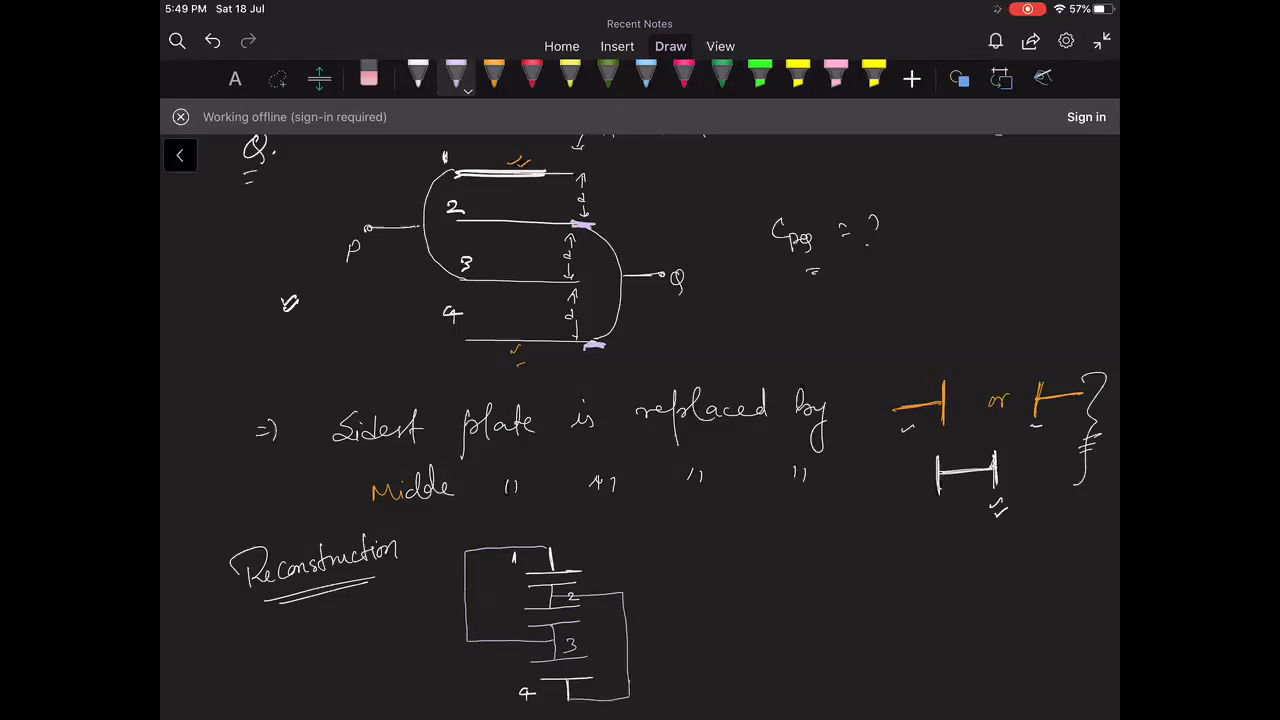 5:49 PM Sat 18 Jul
57%
Recent Notes
Home Insert Draw View
A
Working offline (sign-in required)
Sign in
Q.
1
d
2
P
C_PQ = ?
d
3
Q
d
4
=> Sidest plate is replaced by
or
Middle " " " "
Reconstruction
1
2
3
4